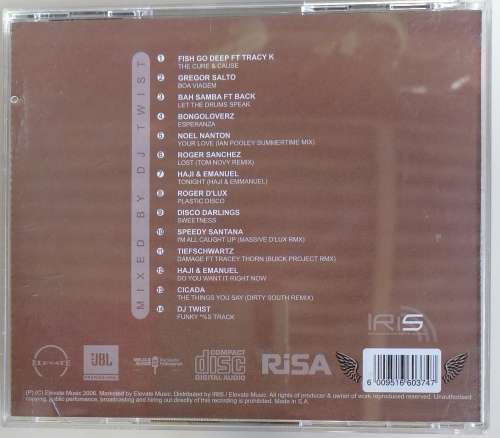 MIXED BY DJ TWIST
1 FISH GO DEEP FT TRACY K
THE CURE & CAUSE
2 GREGOR SALTO
BOA VIAGEM
3 BAH SAMBA FT BACK
LET THE DRUMS SPEAK
4 BONGOLOVERZ
ESPERANZA
5 NOEL NANTON
YOUR LOVE (IAN POOLEY SUMMERTIME MIX)
6 ROGER SANCHEZ
LOST (TOM NOVY REMIX)
7 HAJI & EMANUEL
TONIGHT (HAJI & EMMANUEL)
8 ROGER D'LUX
PLASTIC DISCO
9 DISCO DARLINGS
SWEETNESS
10 SPEEDY SANTANA
I'M ALL CAUGHT UP (MASSIVE D'LUX RMX)
11 TIEFSCHWARTZ
DAMAGE FT TRACEY THORN (BUICK PROJECT RMX)
12 HAJI & EMANUEL
DO YOU WANT IT RIGHT NOW
13 CICADA
THE THINGS YOU SAY (DIRTY SOUTH REMIX)
14 DJ TWIST
FUNKY *%$ TRACK
IRIS
ELEVATE
JBL
COMPACT
disc
DIGITAL AUDIO
RiSA
6 009516 603747
(P) (C) Elevate Music 2006. Marketed by Elevate Music. Distributed by IRIS / Elevate Music. All rights of producer & owner of work reproduced reserved. Unauthorised
copying, public performance, broadcasting and hiring out directly of this recording is prohibited. Made in S.A